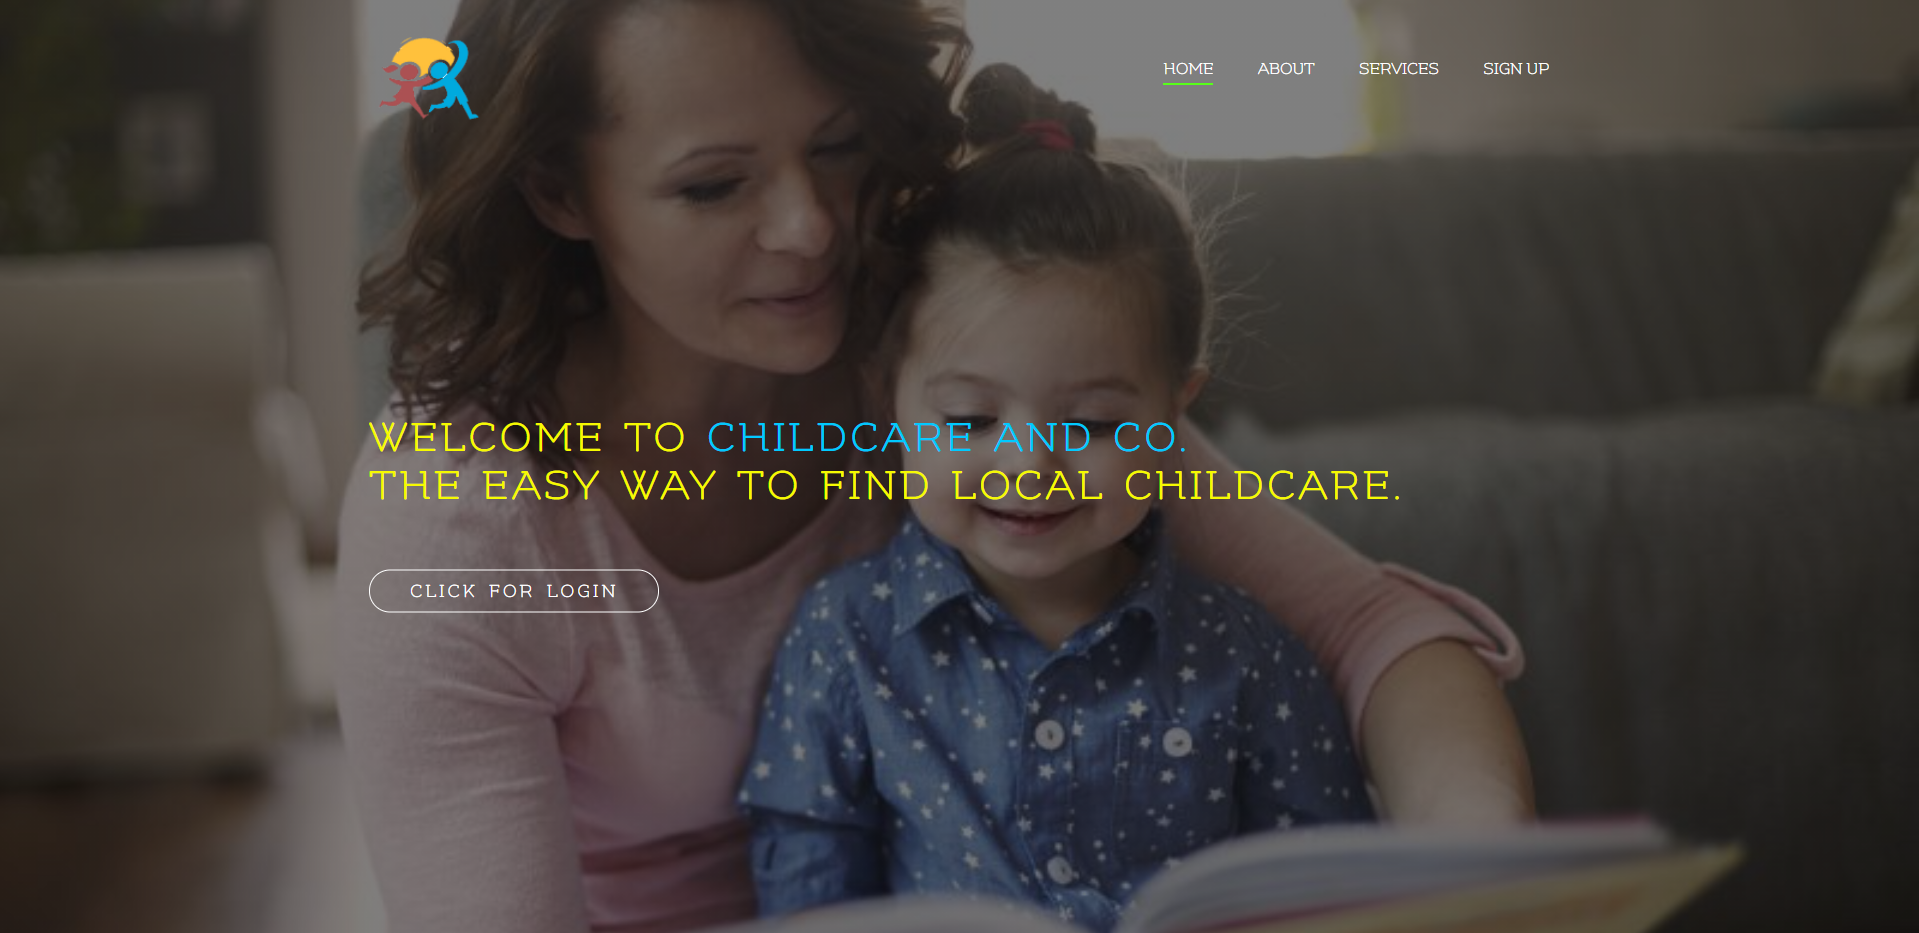 HOME ABOUT SERVICES SIGN UP
WELCOME TO CHILDCARE AND CO.
THE EASY WAY TO FIND LOCAL CHILDCARE.
CLICK FOR LOGIN